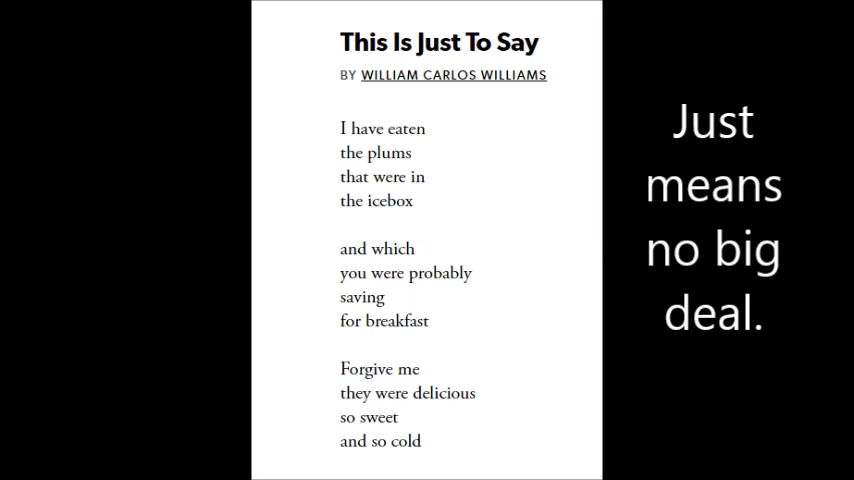 This Is Just To Say
BY WILLIAM CARLOS WILLIAMS
I have eaten
the plums
that were in
the icebox
and which
you were probably
saving
for breakfast
Forgive me
they were delicious
so sweet
and so cold
Just
means
no big
deal.